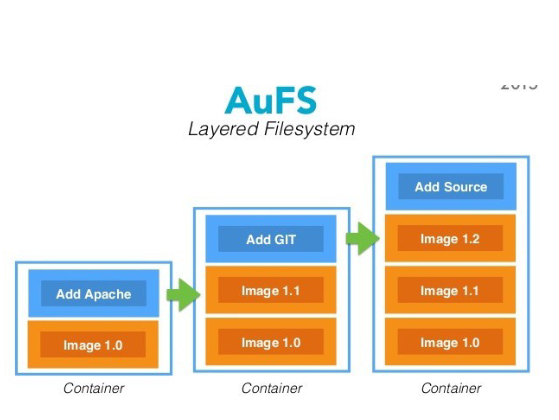 AuFS
Layered Filesystem
Add Apache
Image 1.0
Container
Add GIT
Image 1.1
Image 1.0
Container
Add Source
Image 1.2
Image 1.1
Image 1.0
Container